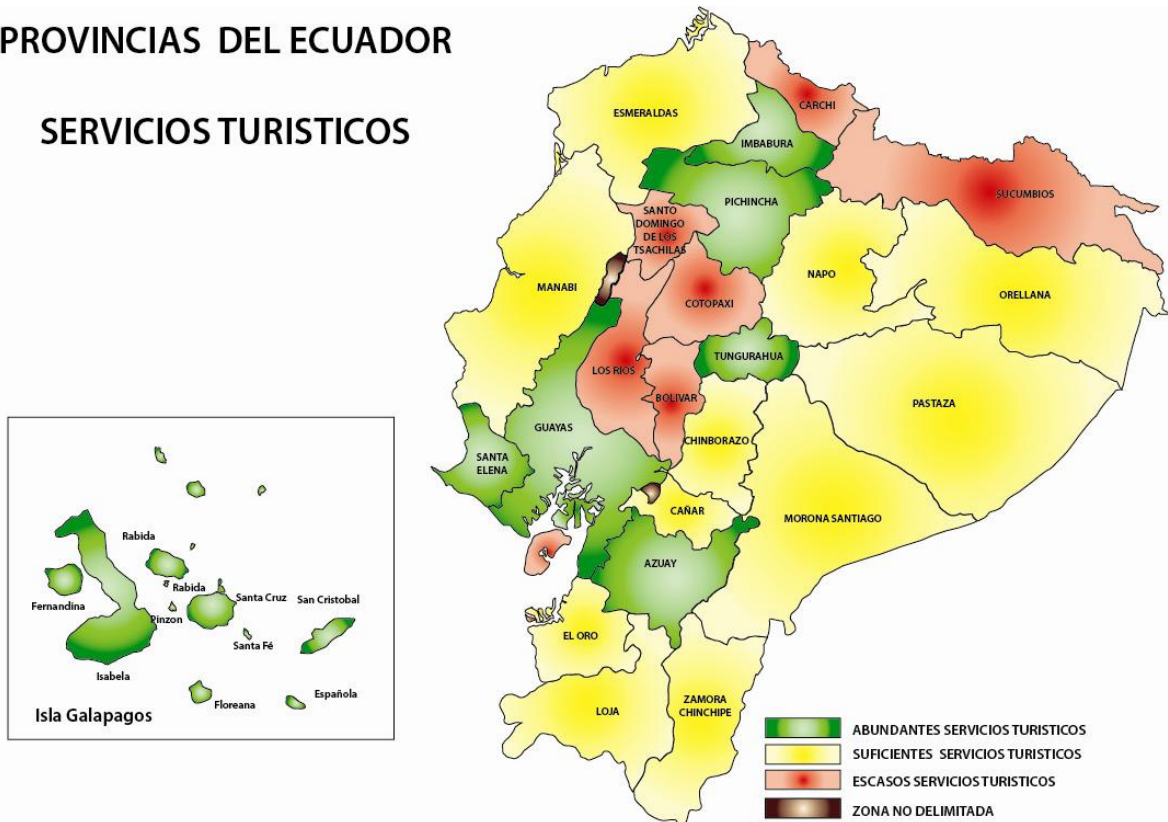 PROVINCIAS DEL ECUADOR
SERVICIOS TURISTICOS
ESMERALDAS
CARCHI
IMBABURA
SUCUMBIOS
PICHINCHA
SANTO
DOMINGO
DE LOS
TSACHILAS
NAPO
MANABI
COTOPAXI
ORELLANA
TUNGURAHUA
LOS RIOS
BOLIVAR
PASTAZA
GUAYAS
CHINBORAZO
SANTA
ELENA
CAÑAR
MORONA SANTIAGO
AZUAY
EL ORO
LOJA
ZAMORA
CHINCHIPE
Rabida
Fernandina
Rabida
Pinzon
Santa Cruz
San Cristobal
Santa Fé
Isabela
Floreana
Española
Isla Galapagos
ABUNDANTES SERVICIOS TURISTICOS
SUFICIENTES SERVICIOS TURISTICOS
ESCASOS SERVICIOS TURISTICOS
ZONA NO DELIMITADA